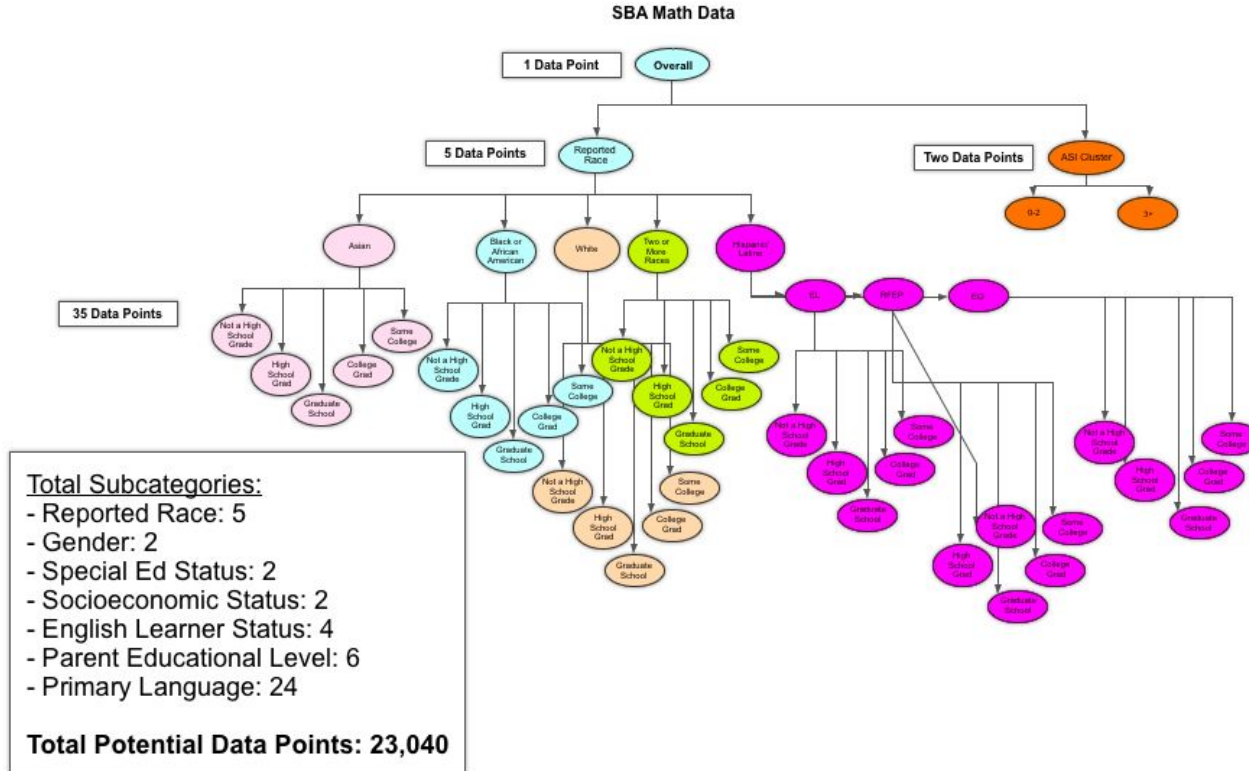 SBA Math Data
1 Data Point
Overall
5 Data Points
Reported
Race
Two Data Points
ASI Cluster
0-2
3+
Asian
Black or
African
American
White
Two or
More
Races
Hispanic/
Latine
35 Data Points
EL
RFEP
EO
Not a High
School
Grade
High
School
Grad
Graduate
School
College
Grad
Some
College
Not a High
School
Grade
High
School
Grad
Graduate
School
College
Grad
Some
College
Not a High
School
Grade
High
School
Grad
Graduate
School
College
Grad
Some
College
Not a High
School
Grade
High
School
Grad
Graduate
School
College
Grad
Some
College
Not a High
School
Grade
High
School
Grad
Graduate
School
College
Grad
Some
College
High
School
Grad
Not a High
School
Grade
Graduate
School
College
Grad
Some
College
Not a High
School
Grade
High
School
Grad
Graduate
School
College
Grad
Some
College
Total Subcategories:
- Reported Race: 5
- Gender: 2
- Special Ed Status: 2
- Socioeconomic Status: 2
- English Learner Status: 4
- Parent Educational Level: 6
- Primary Language: 24
Total Potential Data Points: 23,040